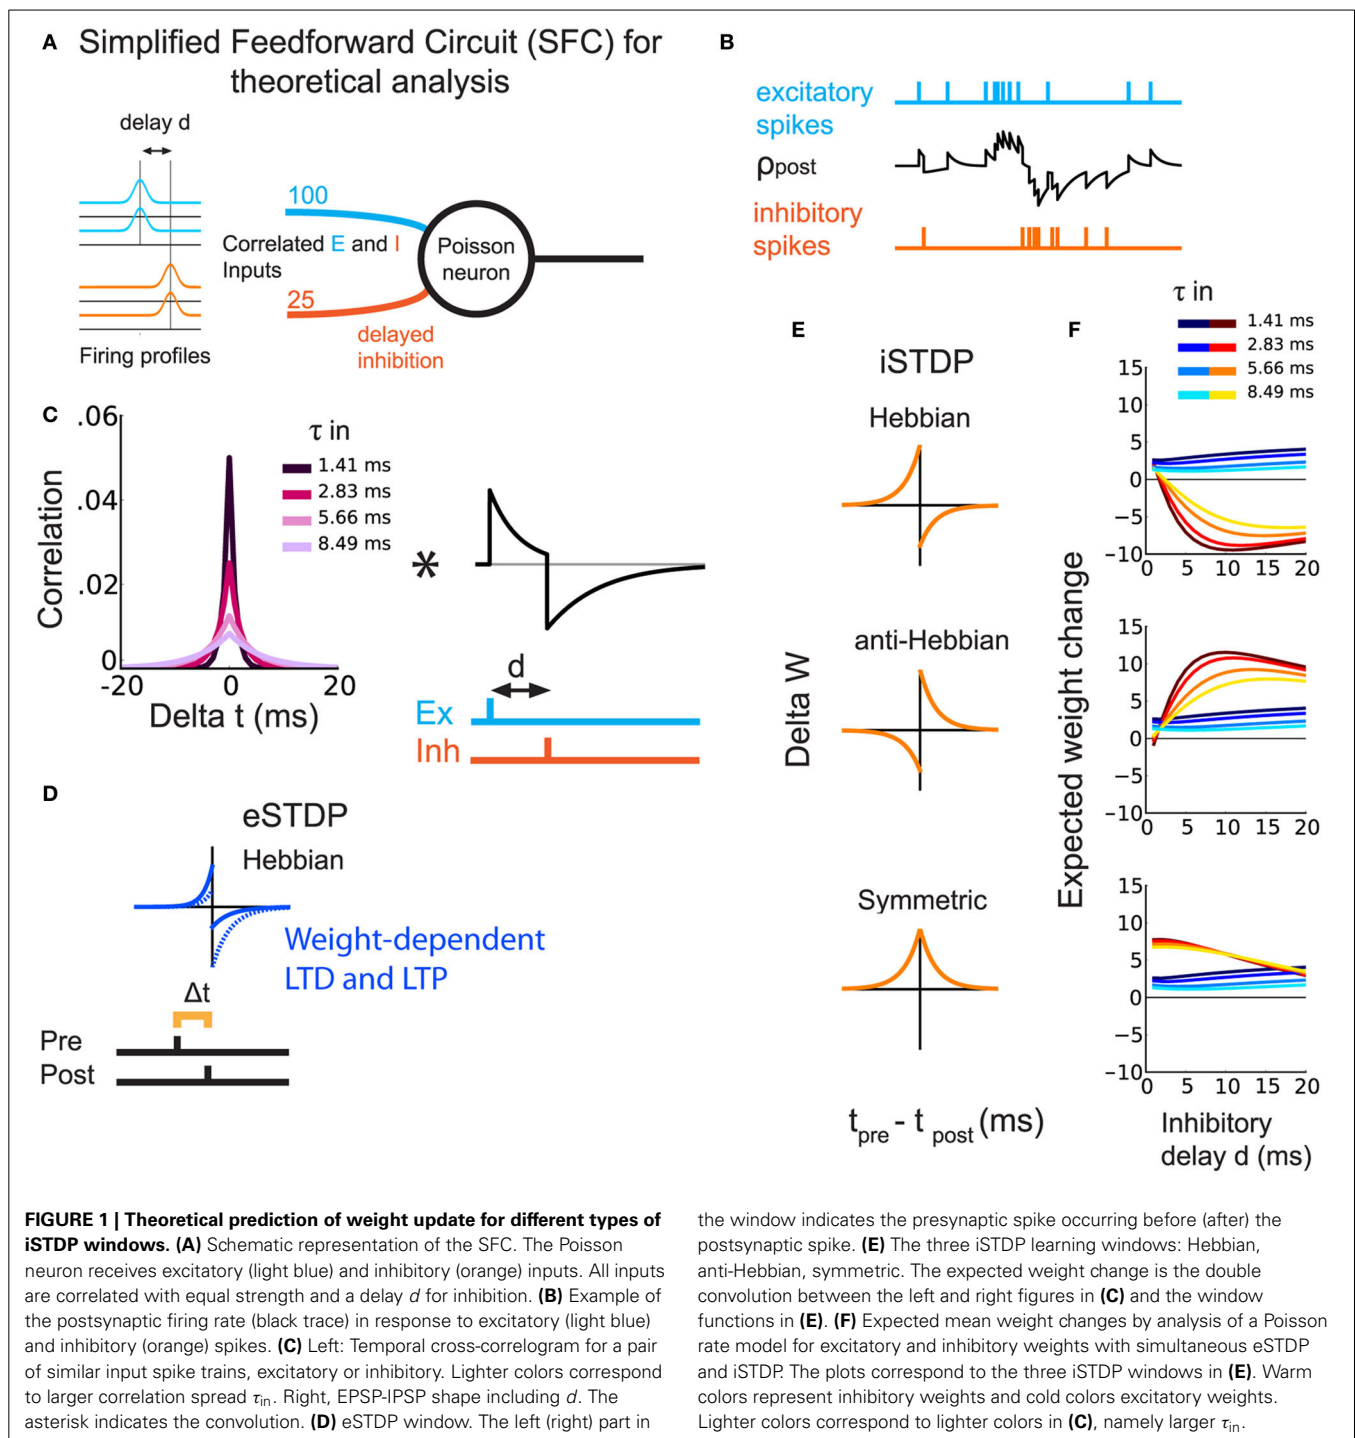 A Simplified Feedforward Circuit (SFC) for
theoretical analysis
delay d
Firing profiles
100
Correlated E and I
Inputs
25
delayed
inhibition
Poisson
neuron
B
excitatory
spikes
ρpost
inhibitory
spikes
C
Correlation
.06
.04
.02
0
-20
0
20
Delta t (ms)
τ in
1.41 ms
2.83 ms
5.66 ms
8.49 ms
*
d
Ex
Inh
D
eSTDP
Hebbian
Weight-dependent
LTD and LTP
Δt
Pre
Post
E
iSTDP
Hebbian
anti-Hebbian
Symmetric
Delta W
tpre - t post (ms)
F
τ in
1.41 ms
2.83 ms
5.66 ms
8.49 ms
Expected weight change
15
10
5
0
−5
−10
0 5 10 15 20
15
10
5
0
−5
−10
0 5 10 15 20
15
10
5
0
−5
−10
0 5 10 15 20
Inhibitory
delay d (ms)
FIGURE 1 | Theoretical prediction of weight update for different types of
iSTDP windows. (A) Schematic representation of the SFC. The Poisson
neuron receives excitatory (light blue) and inhibitory (orange) inputs. All inputs
are correlated with equal strength and a delay d for inhibition. (B) Example of
the postsynaptic firing rate (black trace) in response to excitatory (light blue)
and inhibitory (orange) spikes. (C) Left: Temporal cross-correlogram for a pair
of similar input spike trains, excitatory or inhibitory. Lighter colors correspond
to larger correlation spread τin. Right, EPSP-IPSP shape including d. The
asterisk indicates the convolution. (D) eSTDP window. The left (right) part in
the window indicates the presynaptic spike occurring before (after) the
postsynaptic spike. (E) The three iSTDP learning windows: Hebbian,
anti-Hebbian, symmetric. The expected weight change is the double
convolution between the left and right figures in (C) and the window
functions in (E). (F) Expected mean weight changes by analysis of a Poisson
rate model for excitatory and inhibitory weights with simultaneous eSTDP
and iSTDP. The plots correspond to the three iSTDP windows in (E). Warm
colors represent inhibitory weights and cold colors excitatory weights.
Lighter colors correspond to lighter colors in (C), namely larger τin.